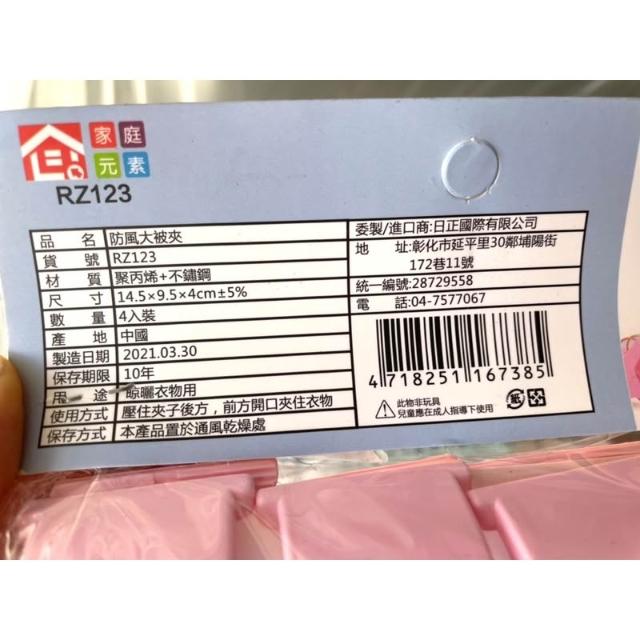 家庭
元素
RZ123
品名 防風大被夾
貨號 RZ123
材質 聚丙烯+不鏽鋼
尺寸 14.5×9.5×4cm±5%
數量 4入裝
產地 中國
製造日期 2021.03.30
保存期限 10年
用途 晾曬衣物用
使用方式 壓住夾子後方，前方開口夾住衣物
保存方式 本產品置於通風乾燥處
委製/進口商:日正國際有限公司
地址:彰化市延平里30鄰埔陽街
172巷11號
統一編號:28729558
電話:04-7577067
4 718251 167385
此物非玩具
兒童應在成人指導下使用
紙